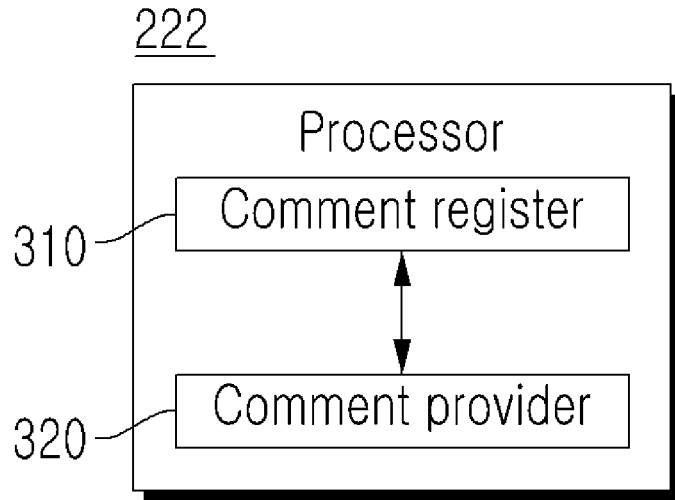 222
Processor
310
Comment register
320
Comment provider